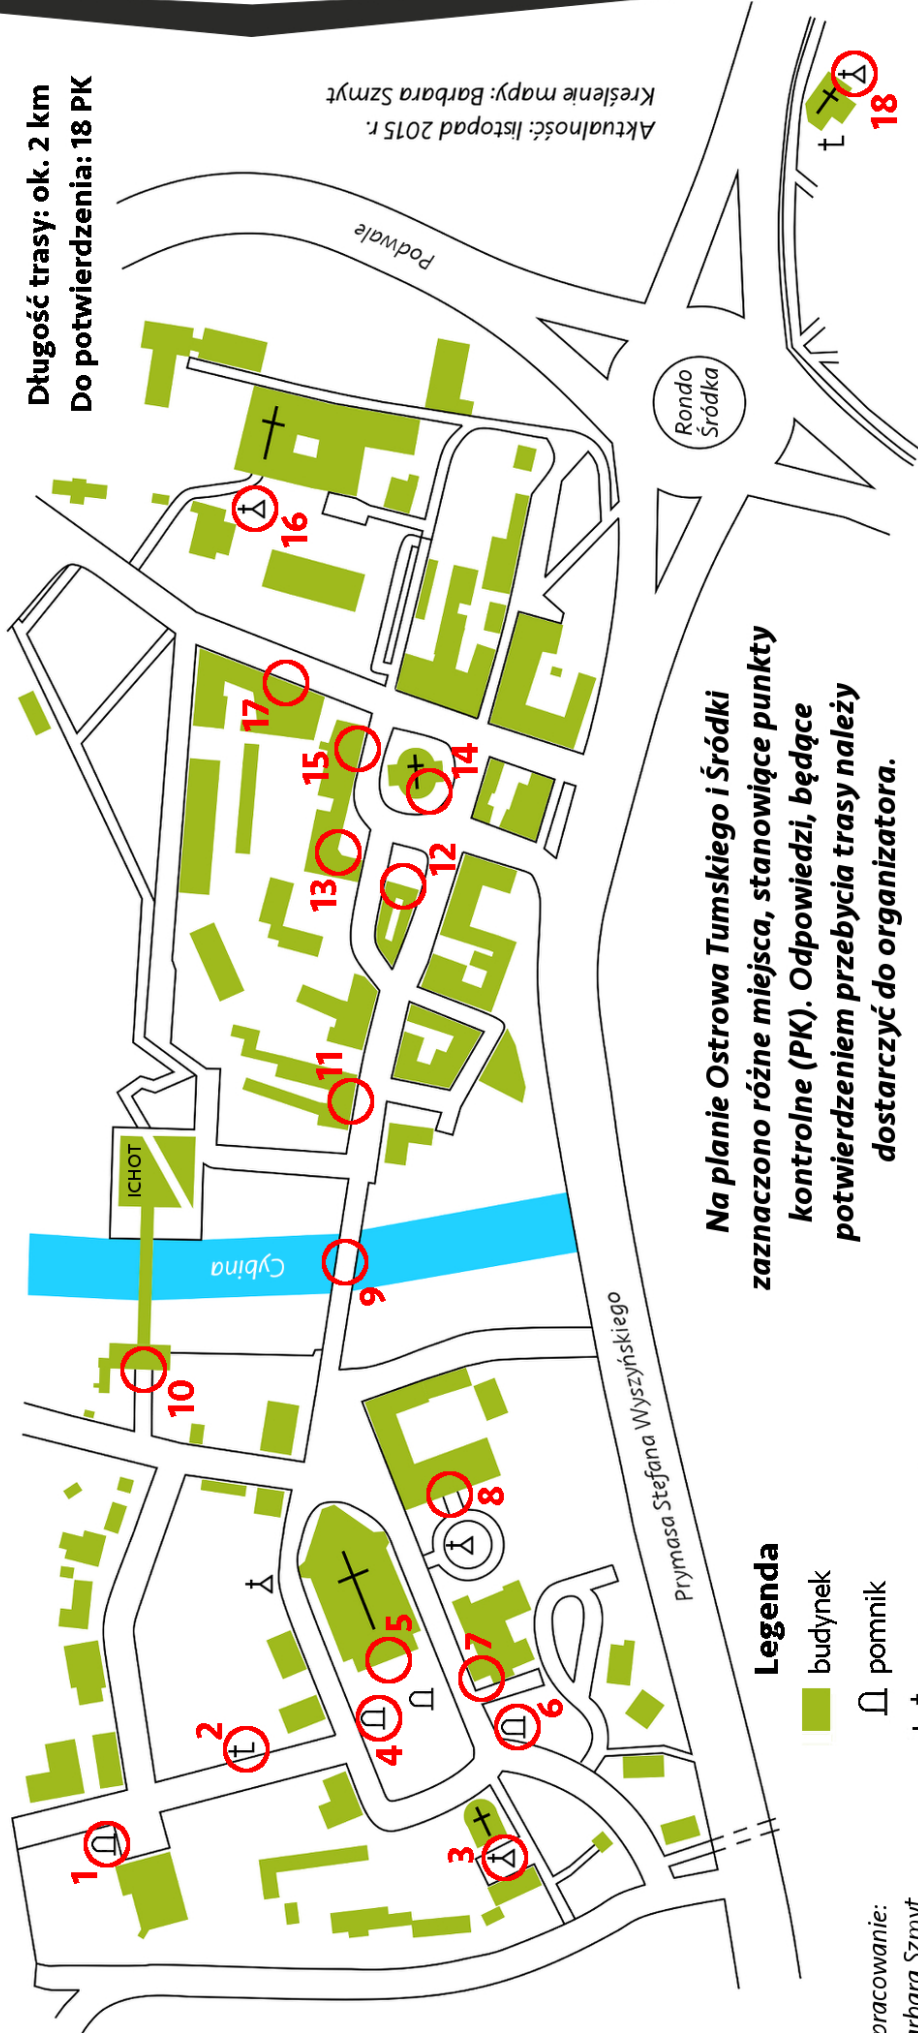 Długość trasy: ok. 2 km
Do potwierdzenia: 18 PK
Kreślenie mapy: Barbara Szmyt
Aktualność: listopad 2015 r.
Podwale
Rondo
Śródka
18
16
17
15
14
13
12
11
ICHOT
Cybina
9
10
8
7
5
6
4
2
3
1
Prymasa Stefana Wyszyńskiego
Na planie Ostrowa Tumskiego i Śródki
zaznaczono różne miejsca, stanowiące punkty
kontrolne (PK). Odpowiedzi, będące
potwierdzeniem przebycia trasy należy
dostarczyć do organizatora.
Legenda
budynek
pomnik